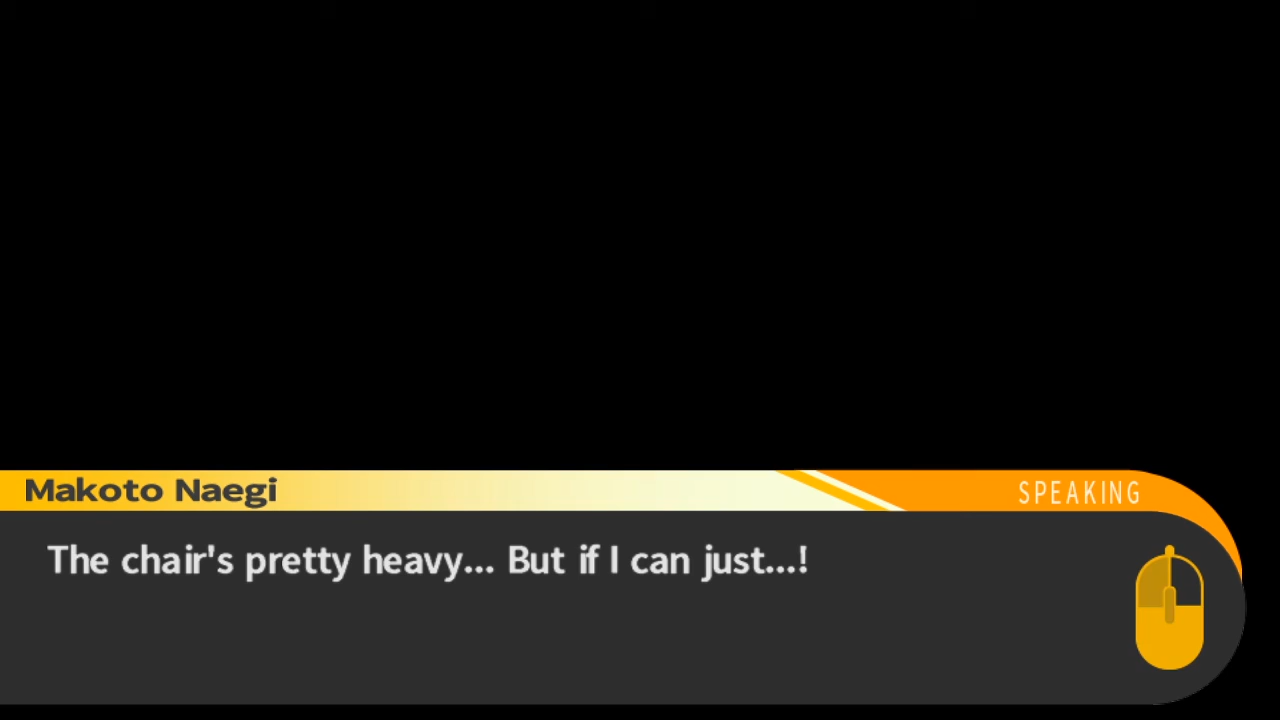 Makoto Naegi
SPEAKING
The chair's pretty heavy... But if I can just...!